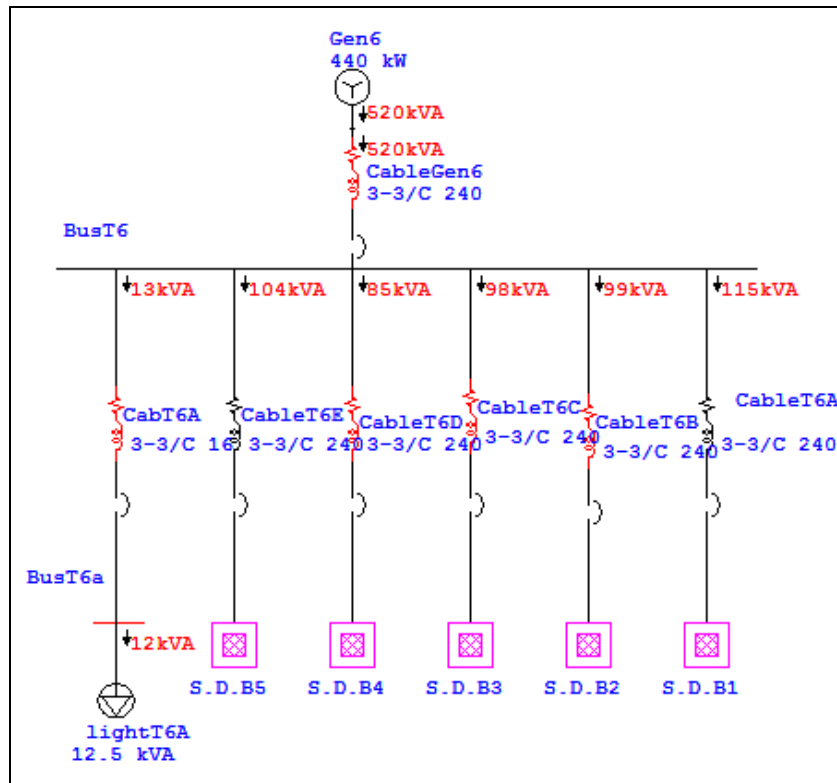 Gen6
440 kW
520kVA
520kVA
CableGen6
3-3/C 240
BusT6
13kVA 104kVA 85kVA 98kVA 99kVA 115kVA
CabT6A CableT6E CableT6D CableT6C CableT6B CableT6A
3-3/C 16 3-3/C 240 3-3/C 240 3-3/C 240 3-3/C 240 3-3/C 240
BusT6a
12kVA
S.D.B5 S.D.B4 S.D.B3 S.D.B2 S.D.B1
lightT6A
12.5 kVA